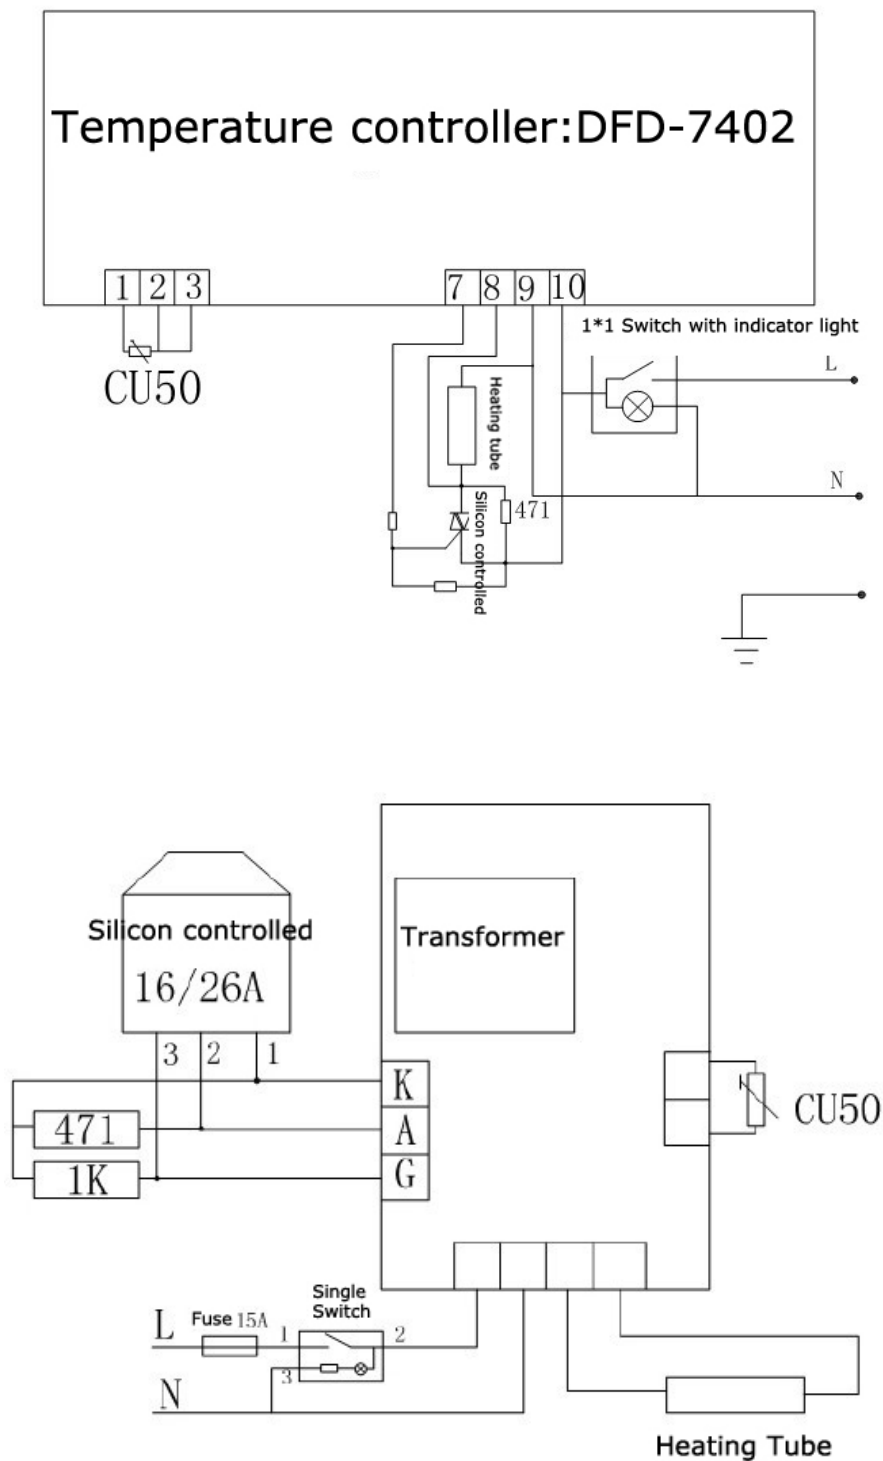 Temperature controller:DFD-7402
1 2 3
7 8 9 10
CU50
1*1 Switch with indicator light
L
Heating tube
N
Silicon controlled
471
Silicon controlled
16/26A
Transformer
3 2 1
K
471
A
1K
G
CU50
L
Fuse 15A
Single
Switch
1
2
3
N
Heating Tube